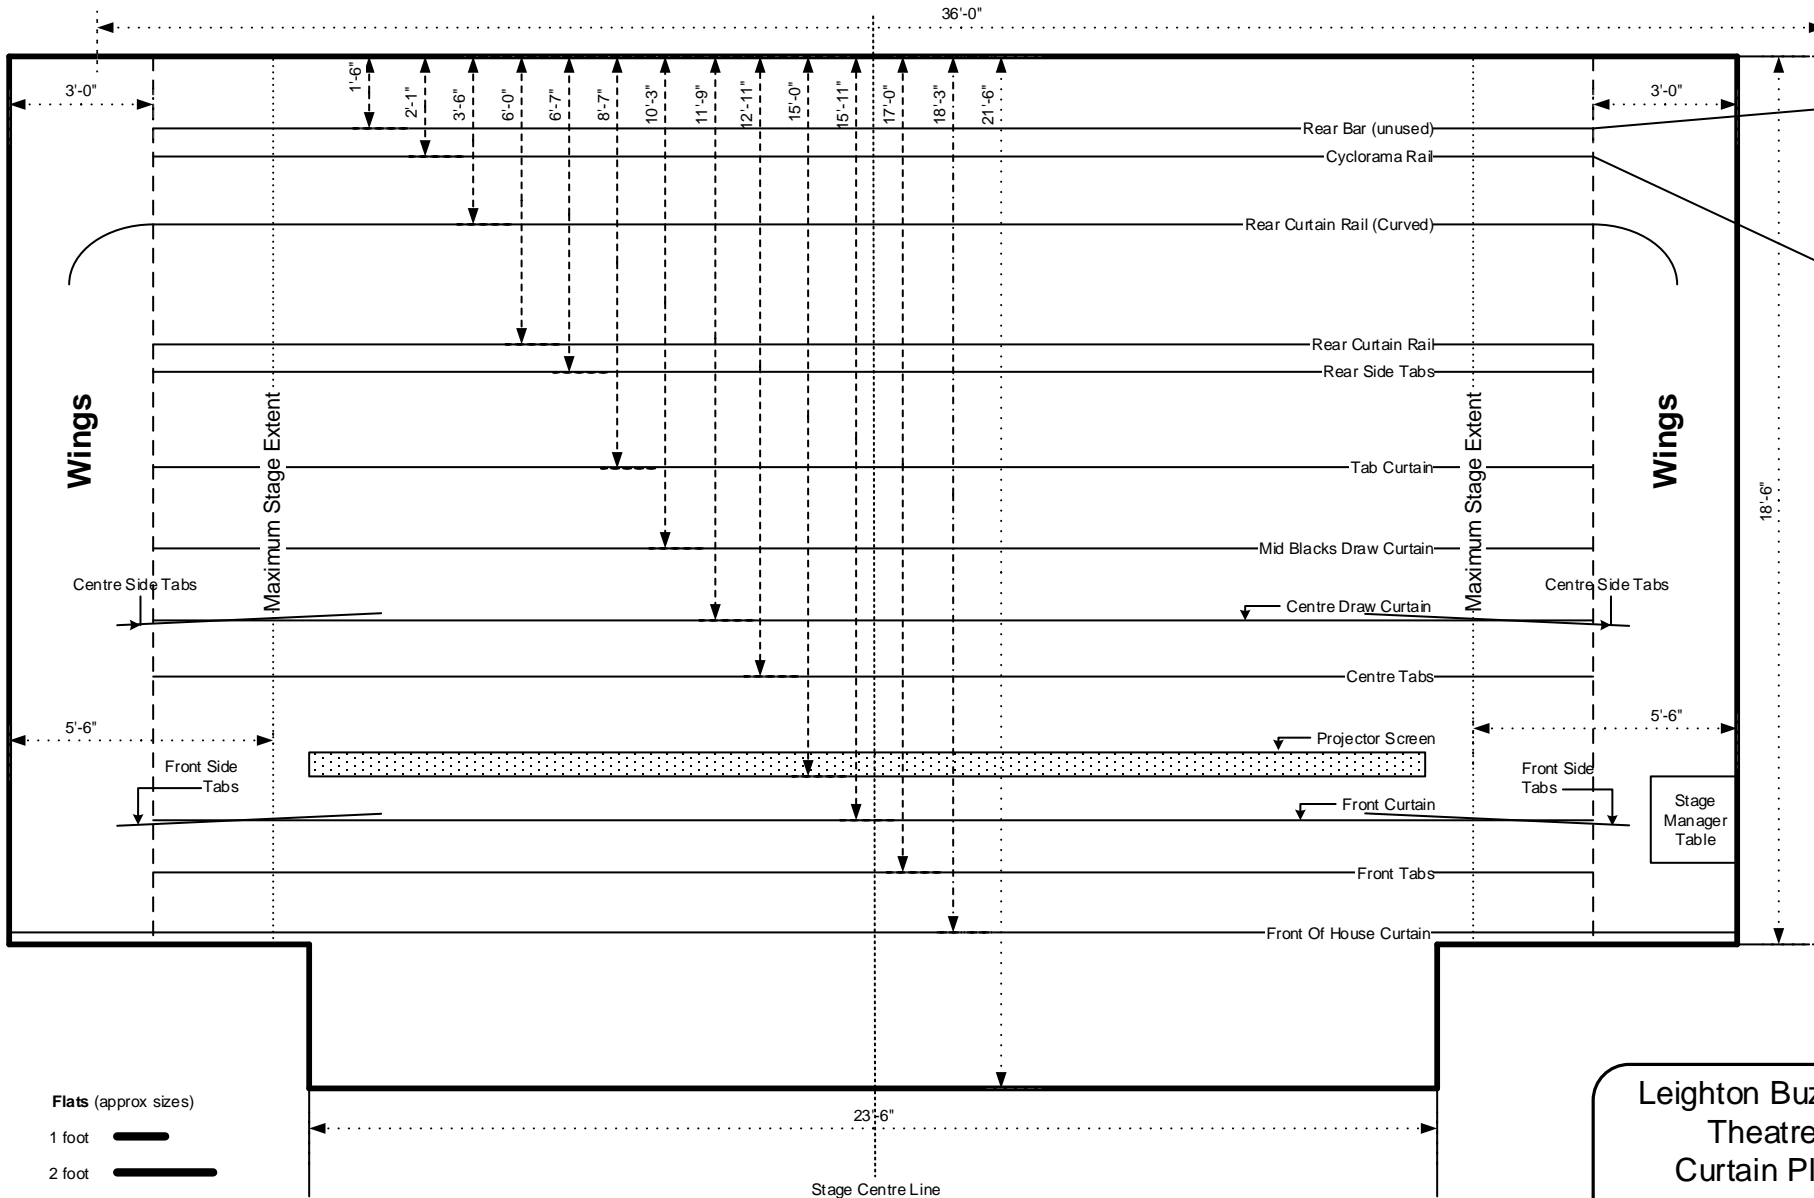 36'-0"
3'-0"
1'-6"
2'-1"
3'-6"
6'-0"
6'-7"
8'-7"
10'-3"
11'-9"
12'-11"
15'-0"
15'-11"
17'-0"
18'-3"
21'-6"
3'-0"
Rear Bar (unused)
Cyclorama Rail
Rear Curtain Rail (Curved)
Rear Curtain Rail
Rear Side Tabs
Wings
Maximum Stage Extent
Tab Curtain
Maximum Stage Extent
Wings
18'-6"
Mid Blacks Draw Curtain
Centre Side Tabs
Centre Side Tabs
Centre Draw Curtain
Centre Tabs
5'-6"
5'-6"
Projector Screen
Front Side
Tabs
Front Side
Tabs
Front Curtain
Stage
Manager
Table
Front Tabs
Front Of House Curtain
Flats (approx sizes)
1 foot
2 foot
23'-6"
Stage Centre Line
Leighton Buz
Theatre
Curtain Pl